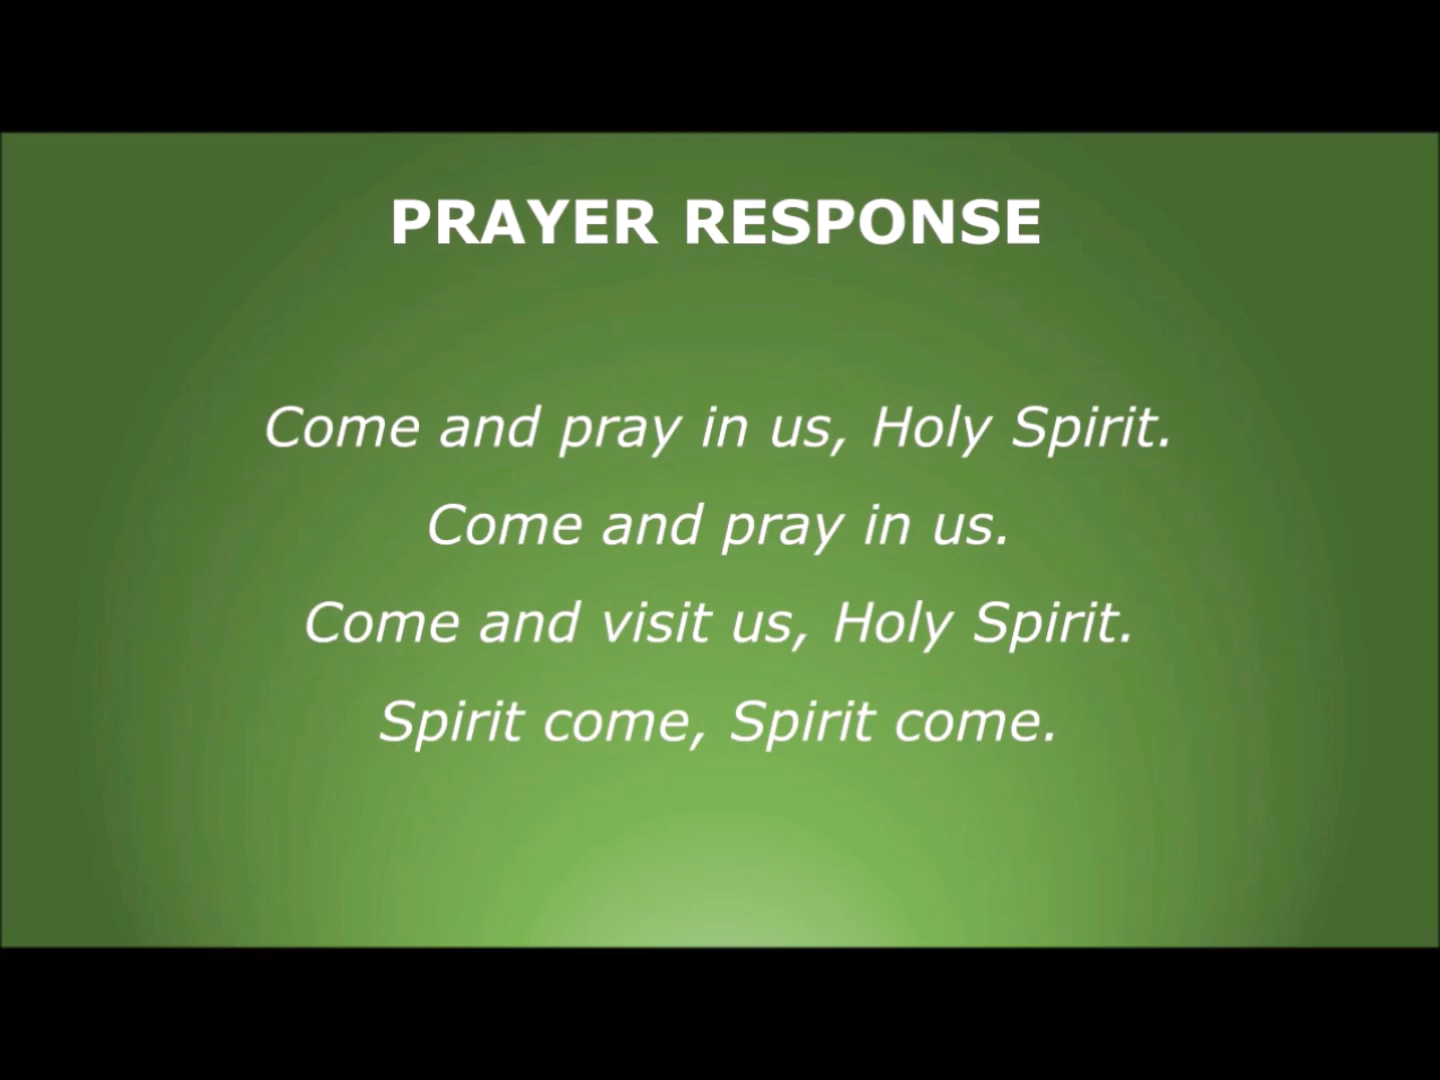 PRAYER RESPONSE
Come and pray in us, Holy Spirit.
Come and pray in us.
Come and visit us, Holy Spirit.
Spirit come, Spirit come.